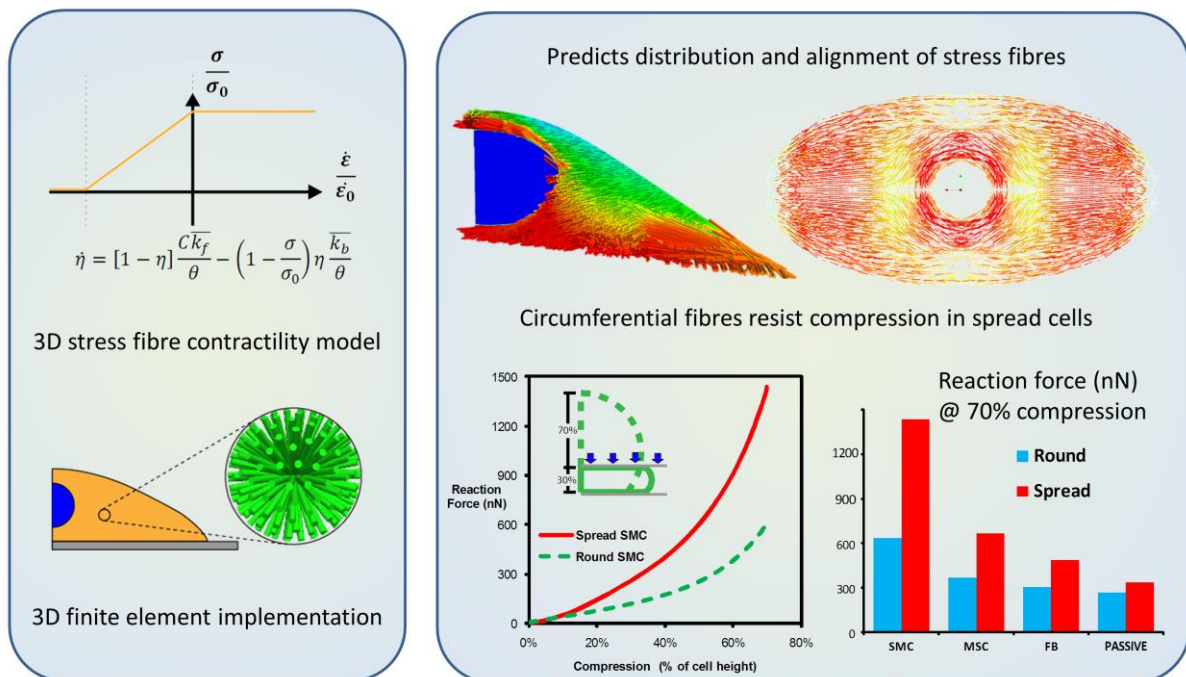 σ
σ₀
ε̇
ε̇₀
η̇ = [1 − η] Ck̅_f/θ − (1 − σ/σ₀) η k̅_b/θ
3D stress fibre contractility model
3D finite element implementation
Predicts distribution and alignment of stress fibres
Circumferential fibres resist compression in spread cells
1500
1200
900
600
300
0
Reaction
Force (nN)
70%
30%
Spread SMC
Round SMC
0%
20%
40%
60%
80%
Compression (% of cell height)
Reaction force (nN)
@ 70% compression
1200
900
600
300
0
Round
Spread
SMC
MSC
FB
PASSIVE